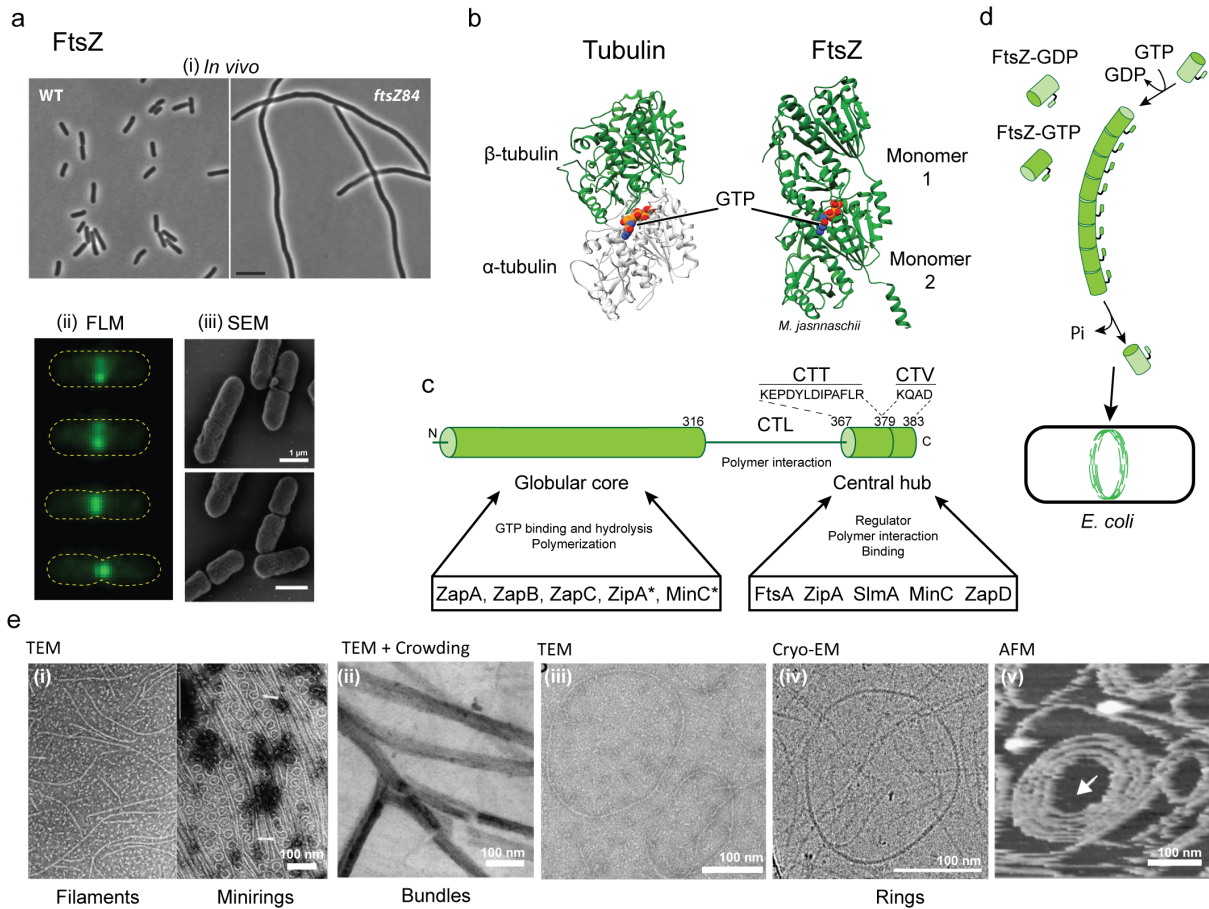 a
FtsZ
(i) In vivo
WT
ftsZ84
(ii) FLM
(iii) SEM
1 µm
b
Tubulin
FtsZ
β-tubulin
α-tubulin
GTP
Monomer
1
Monomer
2
M. jasnnaschii
c
CTT
CTV
KEPDYLDIPAFLR
KQAD
N
316
CTL
367
379
383
C
Polymer interaction
Globular core
Central hub
GTP binding and hydrolysis
Polymerization
Regulator
Polymer interaction
Binding
ZapA, ZapB, ZapC, ZipA*, MinC*
FtsA ZipA SlmA MinC ZapD
d
FtsZ-GDP
FtsZ-GTP
GTP
GDP
Pi
E. coli
e
TEM
(i)
100 nm
Filaments
Minirings
TEM + Crowding
(ii)
100 nm
Bundles
TEM
(iii)
100 nm
Cryo-EM
(iv)
100 nm
Rings
AFM
(v)
100 nm